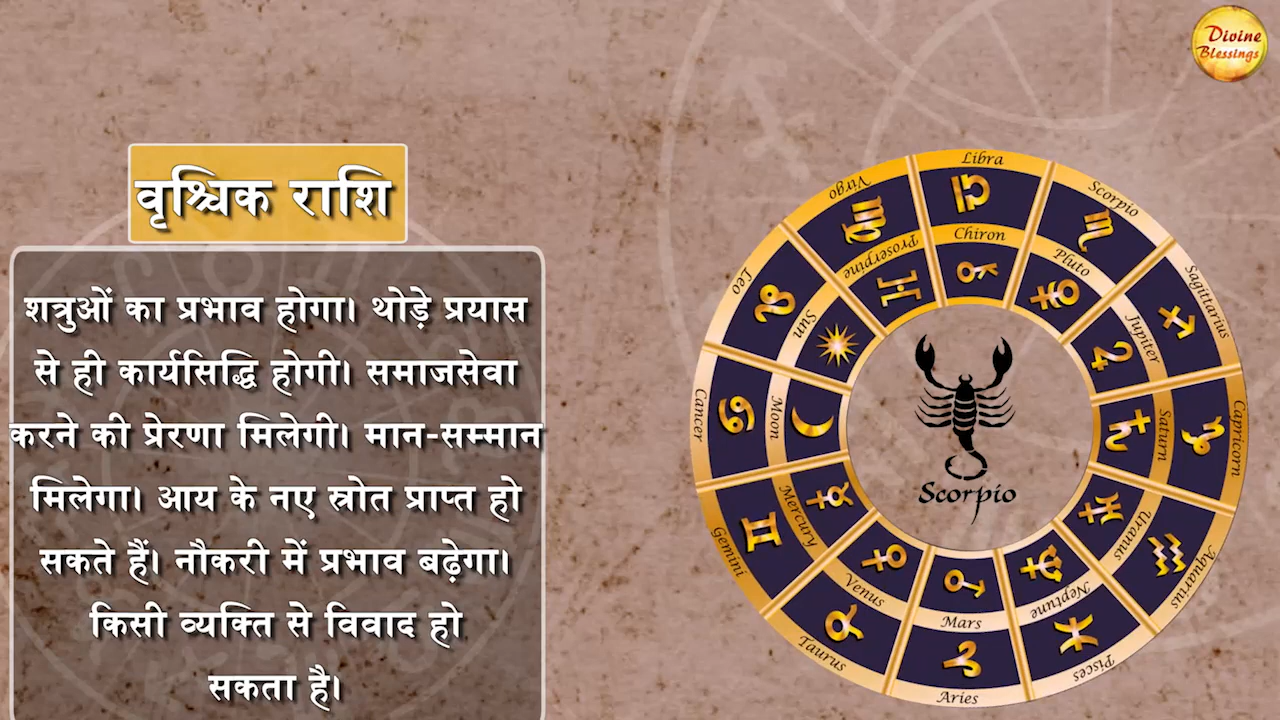 Divine
Blessings
वृश्चिक राशि
शत्रुओं का प्रभाव होगा। थोड़े प्रयास
से ही कार्यसिद्धि होगी। समाजसेवा
करने की प्रेरणा मिलेगी। मान-सम्मान
मिलेगा। आय के नए स्रोत प्राप्त हो
सकते हैं। नौकरी में प्रभाव बढ़ेगा।
किसी व्यक्ति से विवाद हो
सकता है।
Libra
Scorpio
Sagittarius
Capricorn
Aquarius
Pisces
Aries
Taurus
Gemini
Cancer
Leo
Virgo
Chiron
Pluto
Jupiter
Saturn
Uranus
Neptune
Mars
Venus
Mercury
Moon
Sun
Proserpine
Scorpio